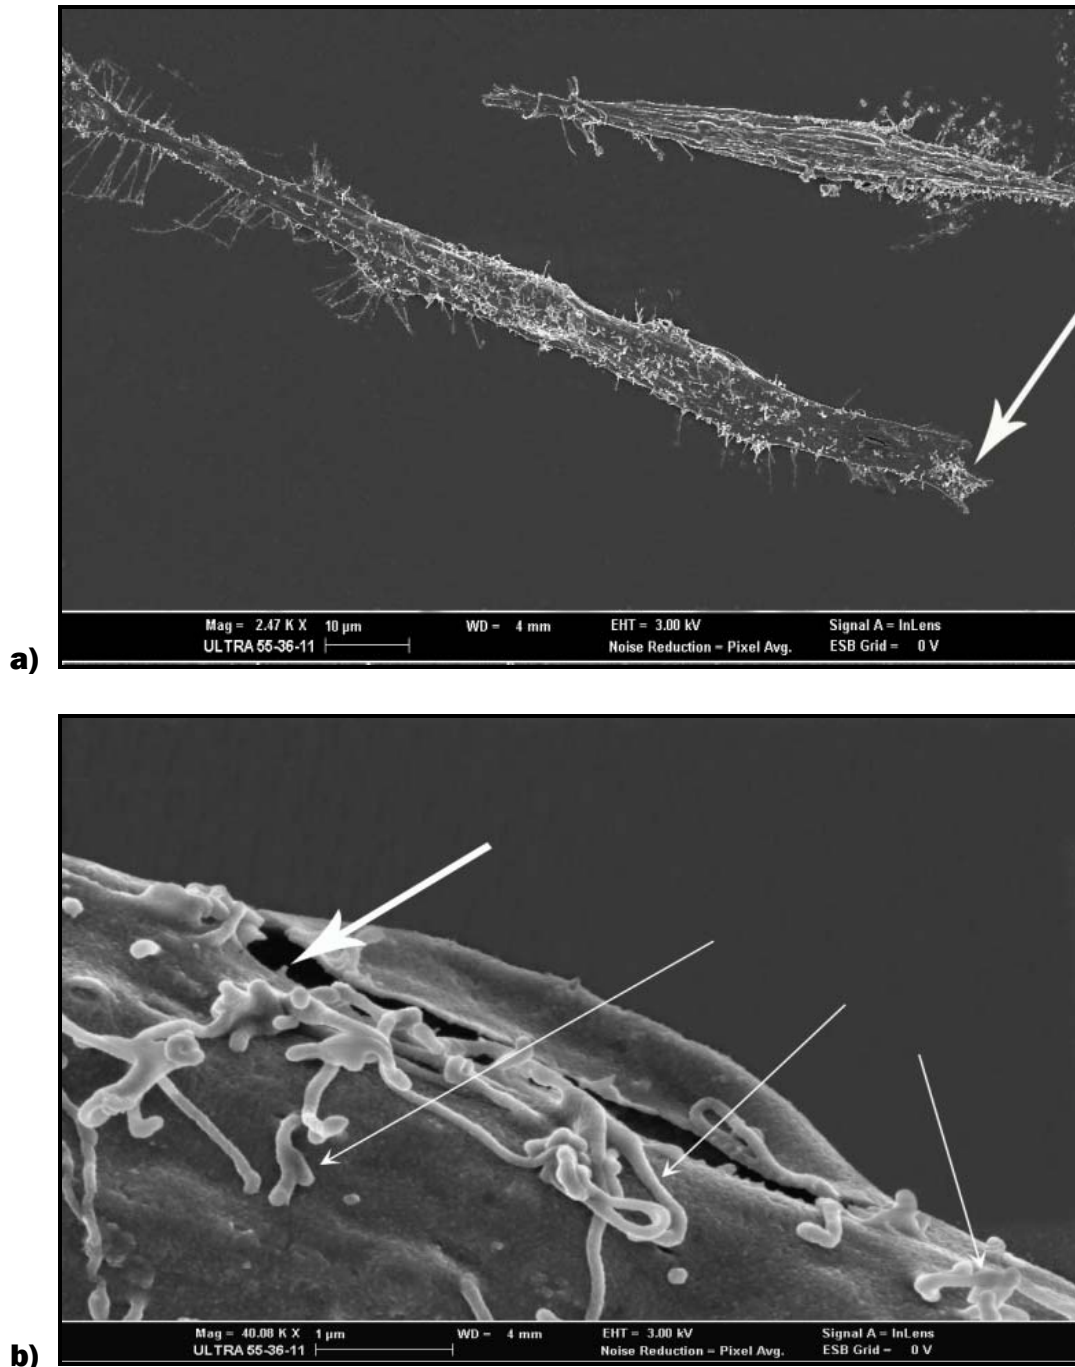 Mag = 2.47 K X 10 µm WD = 4 mm EHT = 3.00 kV Signal A = InLens
ULTRA 55-36-11 Noise Reduction = Pixel Avg. ESB Grid = 0 V
a)
Mag = 40.08 K X 1 µm WD = 4 mm EHT = 3.00 kV Signal A = InLens
ULTRA 55-36-11 Noise Reduction = Pixel Avg. ESB Grid = 0 V
b)